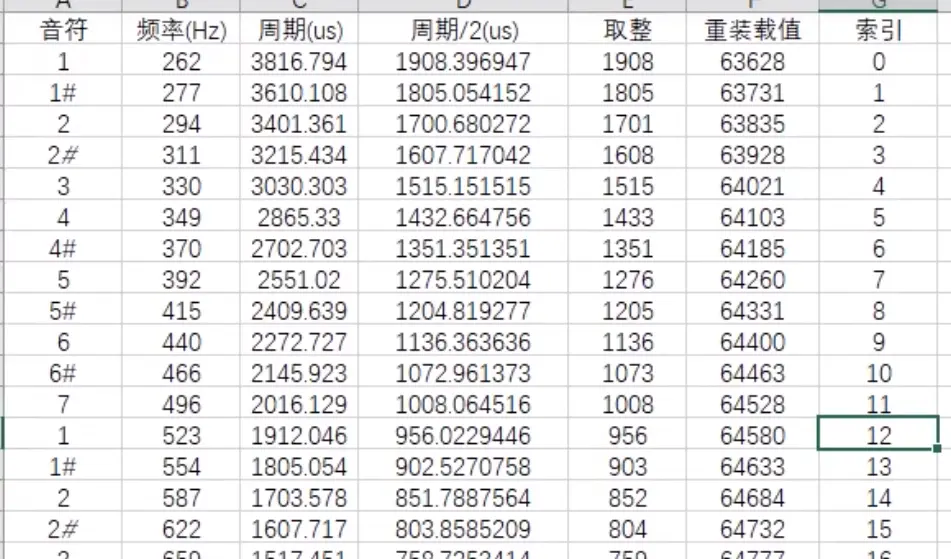 音符 频率(Hz) 周期(us) 周期/2(us) 取整 重装载值 索引
1 262 3816.794 1908.396947 1908 63628 0
1# 277 3610.108 1805.054152 1805 63731 1
2 294 3401.361 1700.680272 1701 63835 2
2# 311 3215.434 1607.717042 1608 63928 3
3 330 3030.303 1515.151515 1515 64021 4
4 349 2865.33 1432.664756 1433 64103 5
4# 370 2702.703 1351.351351 1351 64185 6
5 392 2551.02 1275.510204 1276 64260 7
5# 415 2409.639 1204.819277 1205 64331 8
6 440 2272.727 1136.363636 1136 64400 9
6# 466 2145.923 1072.961373 1073 64463 10
7 496 2016.129 1008.064516 1008 64528 11
1 523 1912.046 956.0229446 956 64580 12
1# 554 1805.054 902.5270758 903 64633 13
2 587 1703.578 851.7887564 852 64684 14
2# 622 1607.717 803.8585209 804 64732 15